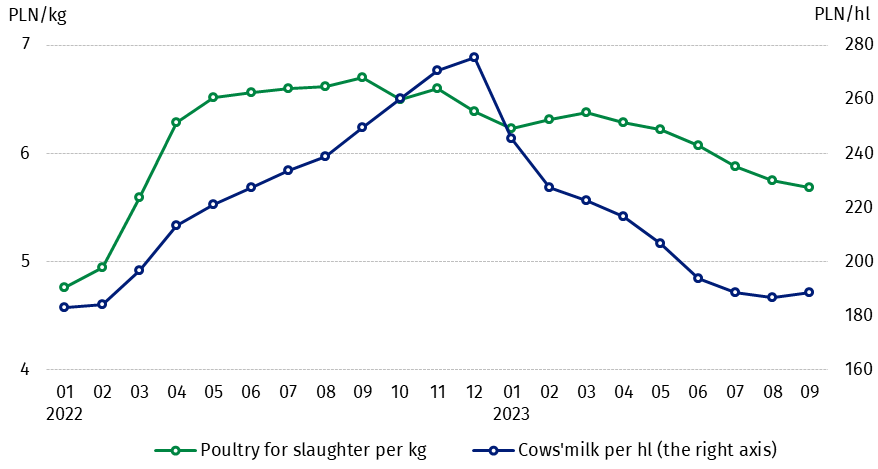 PLN/kg PLN/hl
7 280
260
6 240
220
5 200
180
4 160
01 02 03 04 05 06 07 08 09 10 11 12 01 02 03 04 05 06 07 08 09
2022 2023
Poultry for slaughter per kg Cows'milk per hl (the right axis)